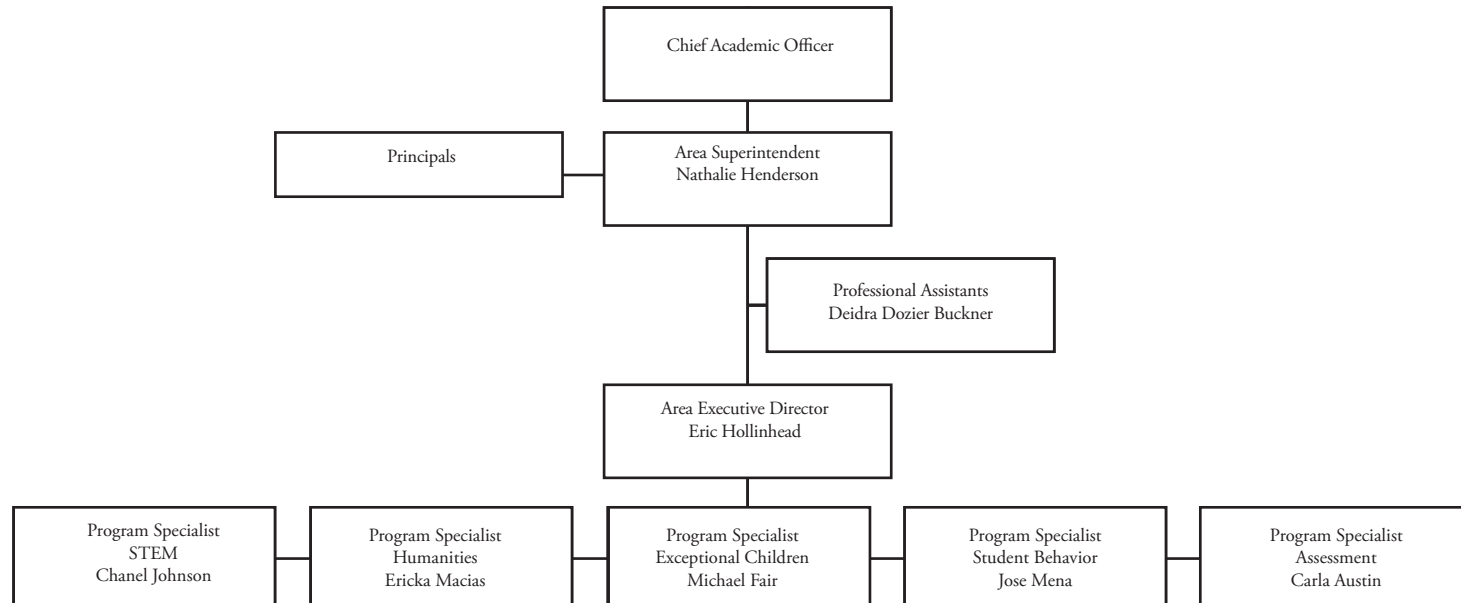 Chief Academic Officer
Principals
Area Superintendent
Nathalie Henderson
Professional Assistants
Deidra Dozier Buckner
Area Executive Director
Eric Hollinhead
Program Specialist
STEM
Chanel Johnson
Program Specialist
Humanities
Ericka Macias
Program Specialist
Exceptional Children
Michael Fair
Program Specialist
Student Behavior
Jose Mena
Program Specialist
Assessment
Carla Austin